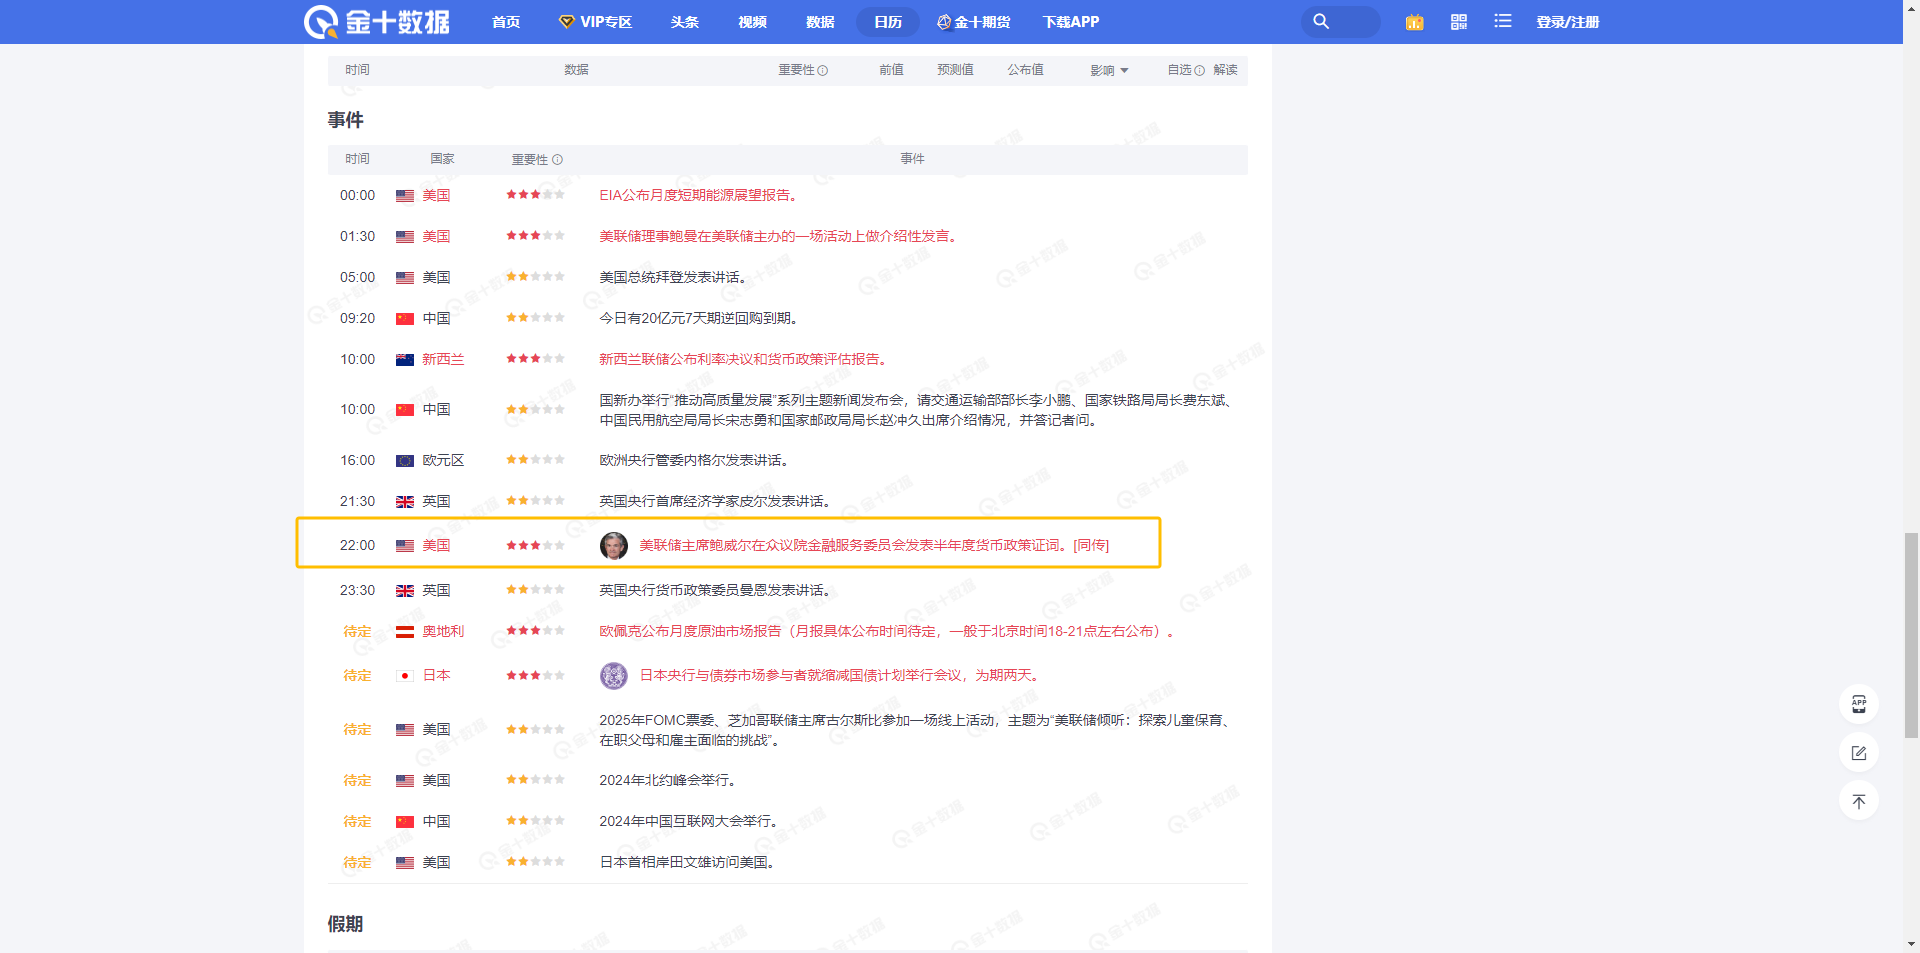 金十数据 首页 VIP专区 头条 视频 数据 日历 金十期货 下载APP 登录/注册
时间 数据 重要性 前值 预测值 公布值 影响 自选 解读
事件
时间 国家 重要性 事件
00:00 美国 EIA公布月度短期能源展望报告。
01:30 美国 美联储理事鲍曼在美联储主办的一场活动上做介绍性发言。
05:00 美国 美国总统拜登发表讲话。
09:20 中国 今日有20亿元7天期逆回购到期。
10:00 新西兰 新西兰联储公布利率决议和货币政策评估报告。
10:00 中国 国新办举行“推动高质量发展”系列主题新闻发布会，请交通运输部部长李小鹏、国家铁路局局长费东斌、
中国民用航空局局长宋志勇和国家邮政局局长赵冲久出席介绍情况，并答记者问。
16:00 欧元区 欧洲央行管委内格尔发表讲话。
21:30 英国 英国央行首席经济学家皮尔发表讲话。
22:00 美国 美联储主席鲍威尔在众议院金融服务委员会发表半年度货币政策证词。[同传]
23:30 英国 英国央行货币政策委员曼恩发表讲话。
待定 奥地利 欧佩克公布月度原油市场报告（月报具体公布时间待定，一般于北京时间18-21点左右公布）。
待定 日本 日本央行与债券市场参与者就缩减国债计划举行会议，为期两天。
待定 美国 2025年FOMC票委、芝加哥联储主席古尔斯比参加一场线上活动，主题为“美联储倾听：探索儿童保育、
在职父母和雇主面临的挑战”。
待定 美国 2024年北约峰会举行。
待定 中国 2024年中国互联网大会举行。
待定 美国 日本首相岸田文雄访问美国。
假期
APP